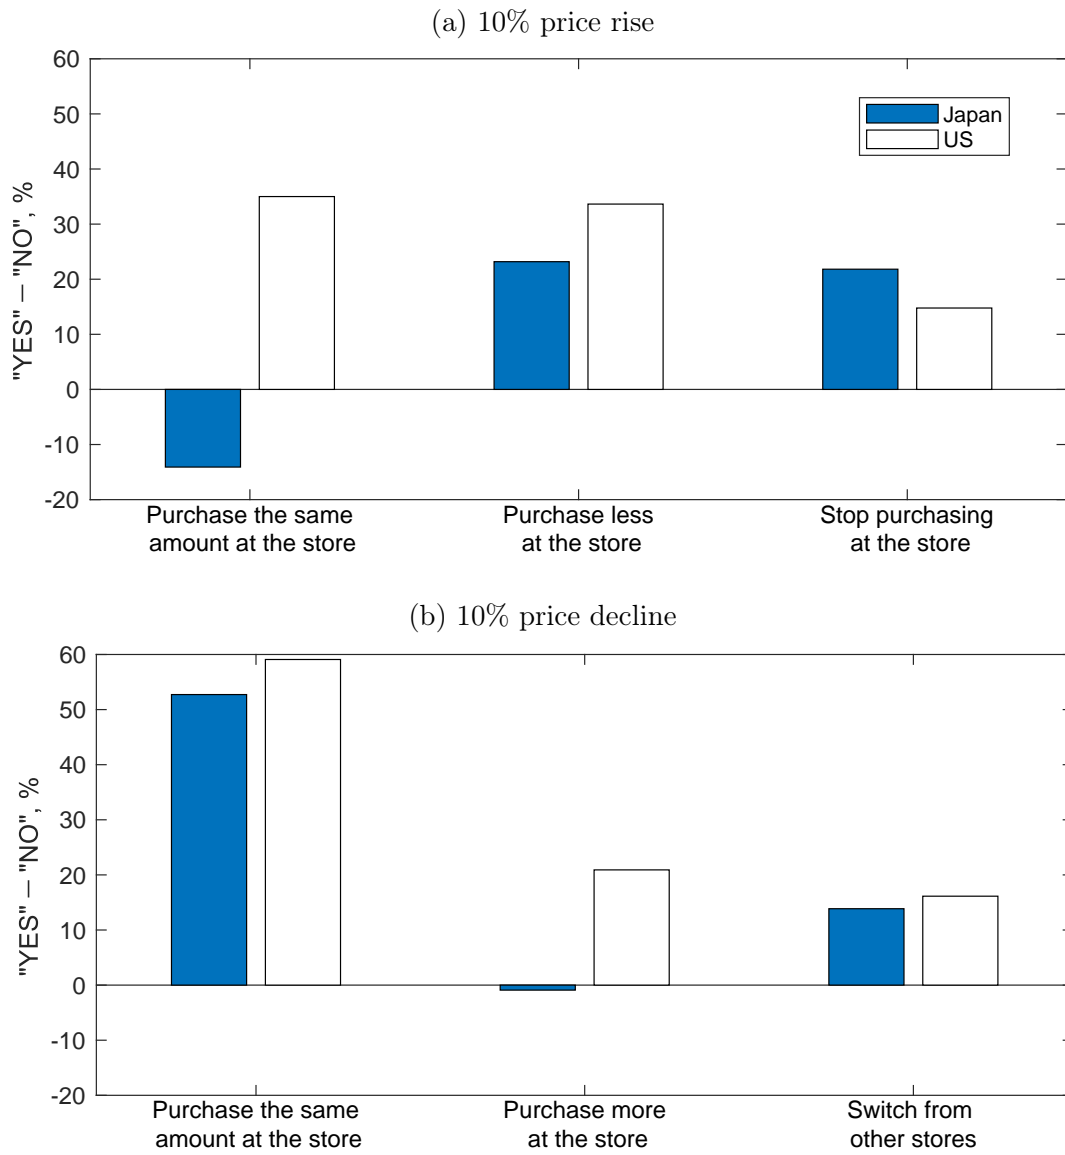 (a) 10% price rise
60
50
40
30
20
10
0
-10
-20
"YES" – "NO", %
Japan
US
Purchase the same
amount at the store
Purchase less
at the store
Stop purchasing
at the store
(b) 10% price decline
60
50
40
30
20
10
0
-10
-20
"YES" – "NO", %
Purchase the same
amount at the store
Purchase more
at the store
Switch from
other stores